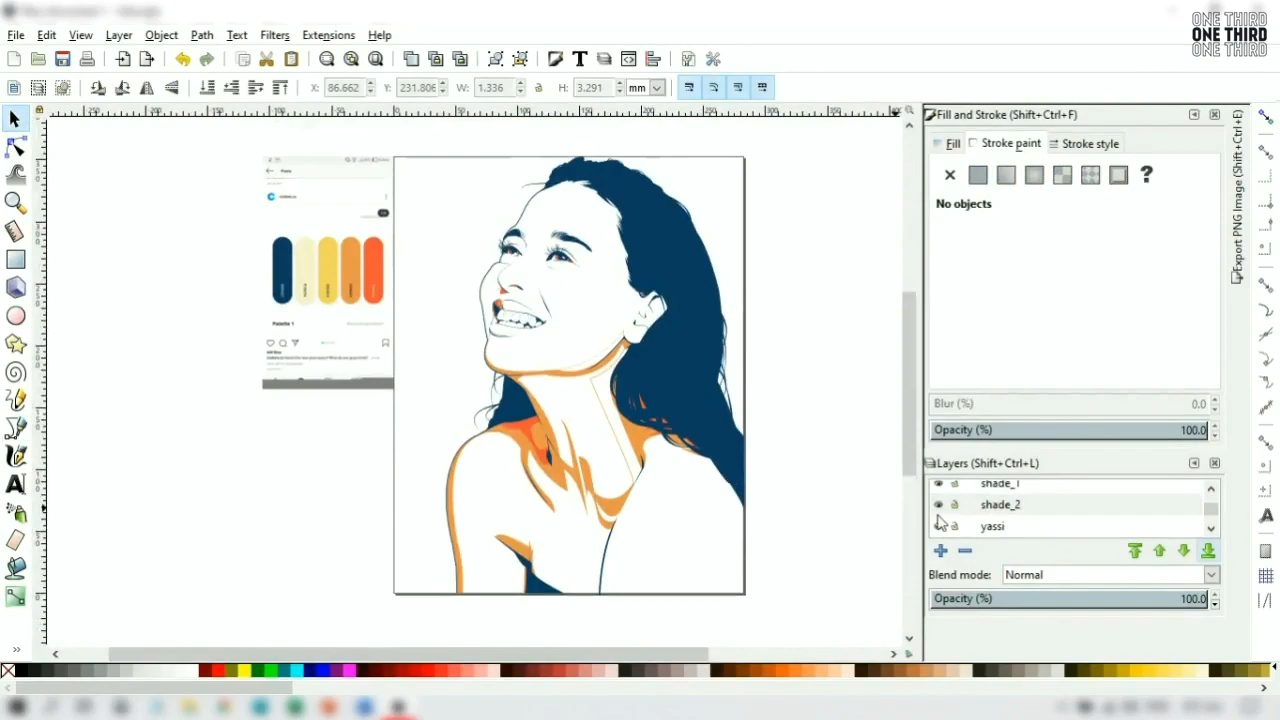 ONE THIRD
ONE THIRD
ONE THIRD
File Edit View Layer Object Path Text Filters Extensions Help
X: 86.662 Y: 231.806 W: 1.336 H: 3.291 mm
Fill and Stroke (Shift+Ctrl+F)
Fill Stroke paint Stroke style
No objects
Blur (%) 0.0
Opacity (%) 100.0
Layers (Shift+Ctrl+L)
shade_1
shade_2
yassi
Blend mode: Normal
Opacity (%) 100.0
Export PNG Image (Shift+Ctrl+E)
Palette 1